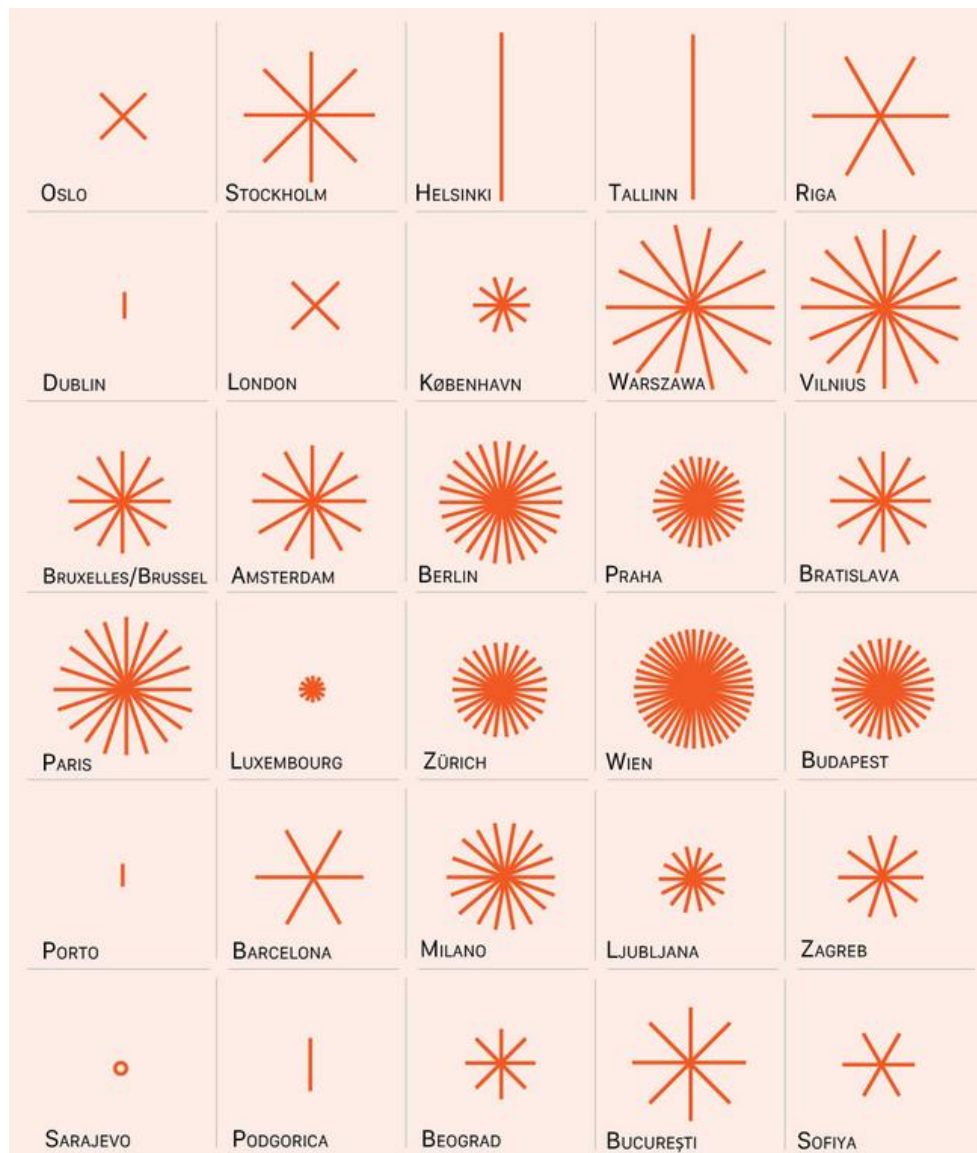 Oslo
Stockholm
Helsinki
Tallinn
Riga
Dublin
London
København
Warszawa
Vilnius
Bruxelles/Brussel
Amsterdam
Berlin
Praha
Bratislava
Paris
Luxembourg
Zürich
Wien
Budapest
Porto
Barcelona
Milano
Ljubljana
Zagreb
Sarajevo
Podgorica
Beograd
București
Sofiya